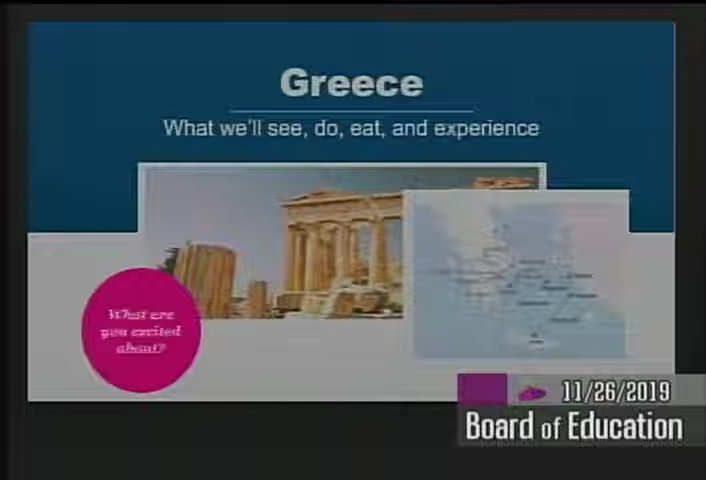 Greece
What we'll see, do, eat, and experience
What are
you excited
about?
11/26/2019
Board of Education